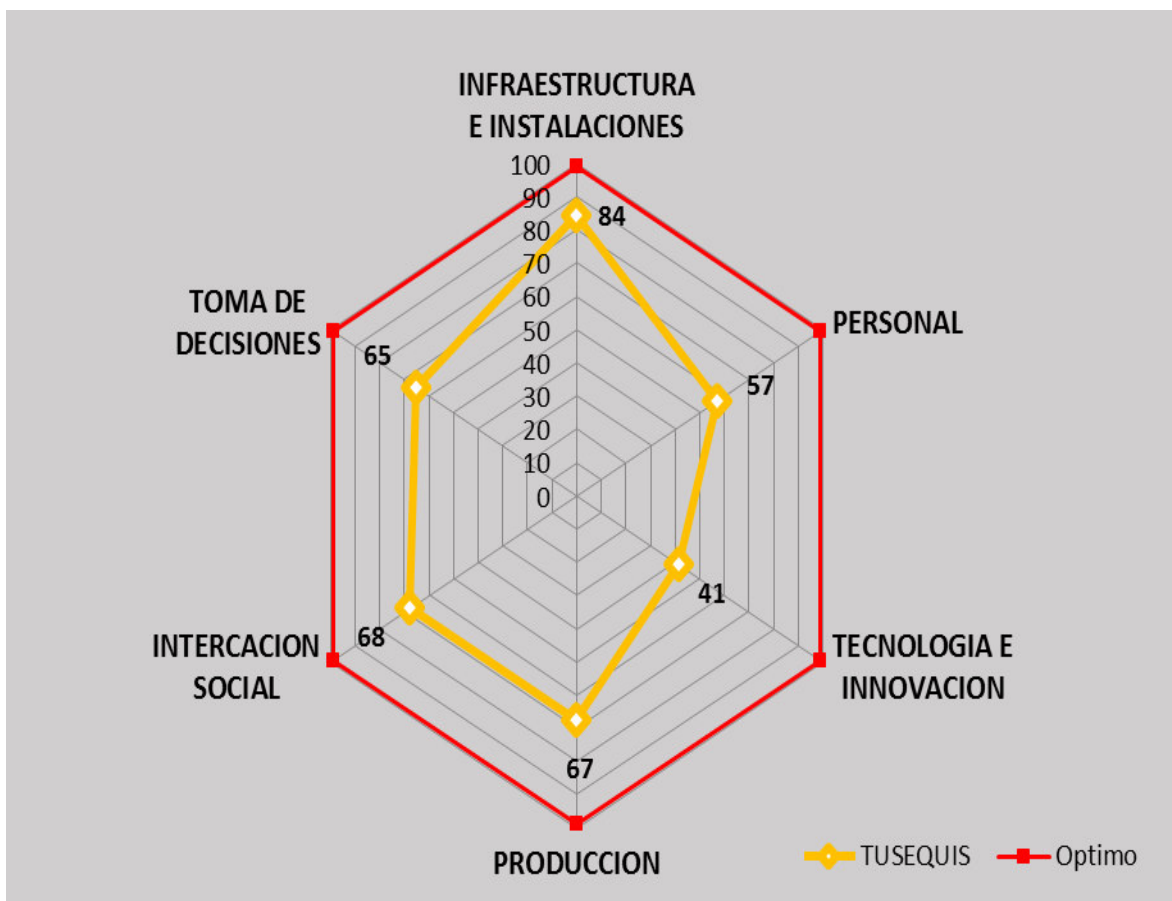 INFRAESTRUCTURA
E INSTALACIONES
100
90
84
80
70
60
50
40
30
20
10
0
TOMA DE
DECISIONES
65
PERSONAL
57
INTERCACION
SOCIAL
68
41
TECNOLOGIA E
INNOVACION
67
PRODUCCION
TUSEQUIS
Optimo